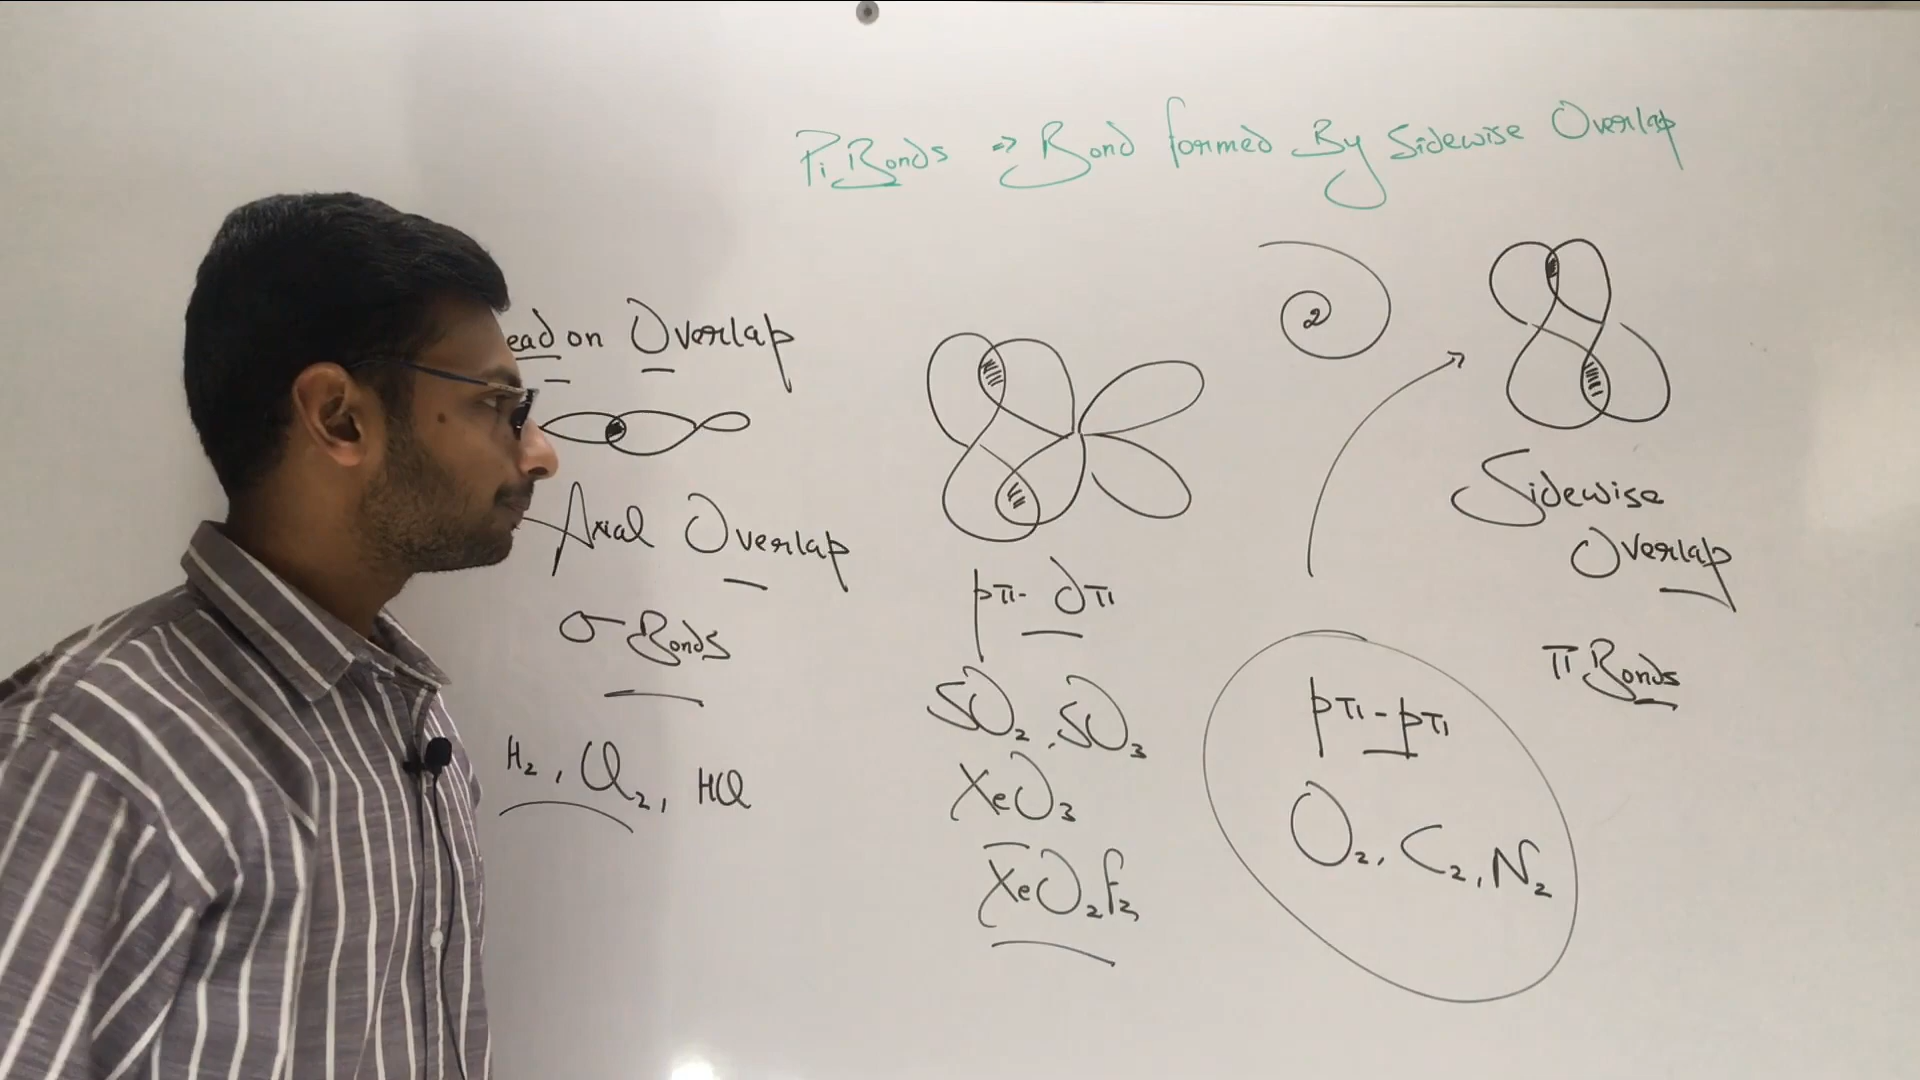 Pi Bonds ⇒ Bond formed By Sidewise Overlap
ead on Overlap
Axial Overlap
σ Bonds
H₂, Cl₂, HCl
pπ- dπ
SO₂, SO₃
XeO₃
XeO₂F₂
2
Sidewise
Overlap
π Bonds
pπ - pπ
O₂, C₂, N₂